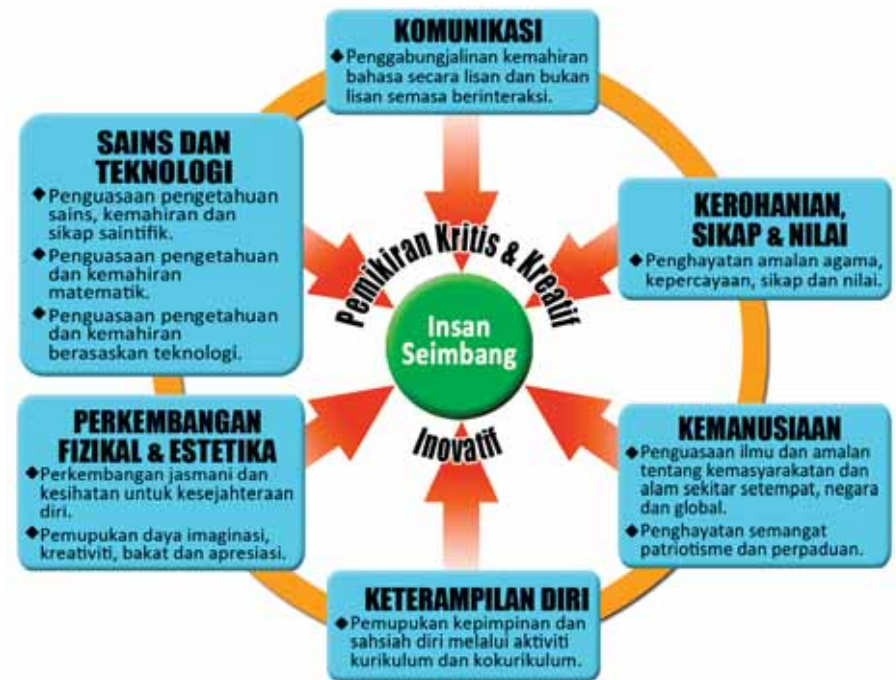 KOMUNIKASI
◆Penggabungjalinan kemahiran
bahasa secara lisan dan bukan
lisan semasa berinteraksi.
SAINS DAN
TEKNOLOGI
◆Penguasaan pengetahuan
sains, kemahiran dan
sikap saintifik.
◆Penguasaan pengetahuan
dan kemahiran
matematik.
◆Penguasaan pengetahuan
dan kemahiran
berasaskan teknologi.
KEROHANIAN,
SIKAP & NILAI
◆Penghayatan amalan agama,
kepercayaan, sikap dan nilai.
Pemikiran Kritis & Kreatif
Insan
Seimbang
Inovatif
PERKEMBANGAN
FIZIKAL & ESTETIKA
◆Perkembangan jasmani dan
kesihatan untuk kesejahteraan
diri.
◆Pemupukan daya imaginasi,
kreativiti, bakat dan apresiasi.
KEMANUSIAAN
◆Penguasaan ilmu dan amalan
tentang kemasyarakatan dan
alam sekitar setempat, negara
dan global.
◆Penghayatan semangat
patriotisme dan perpaduan.
KETERAMPILAN DIRI
◆Pemupukan kepimpinan dan
sahsiah diri melalui aktiviti
kurikulum dan kokurikulum.